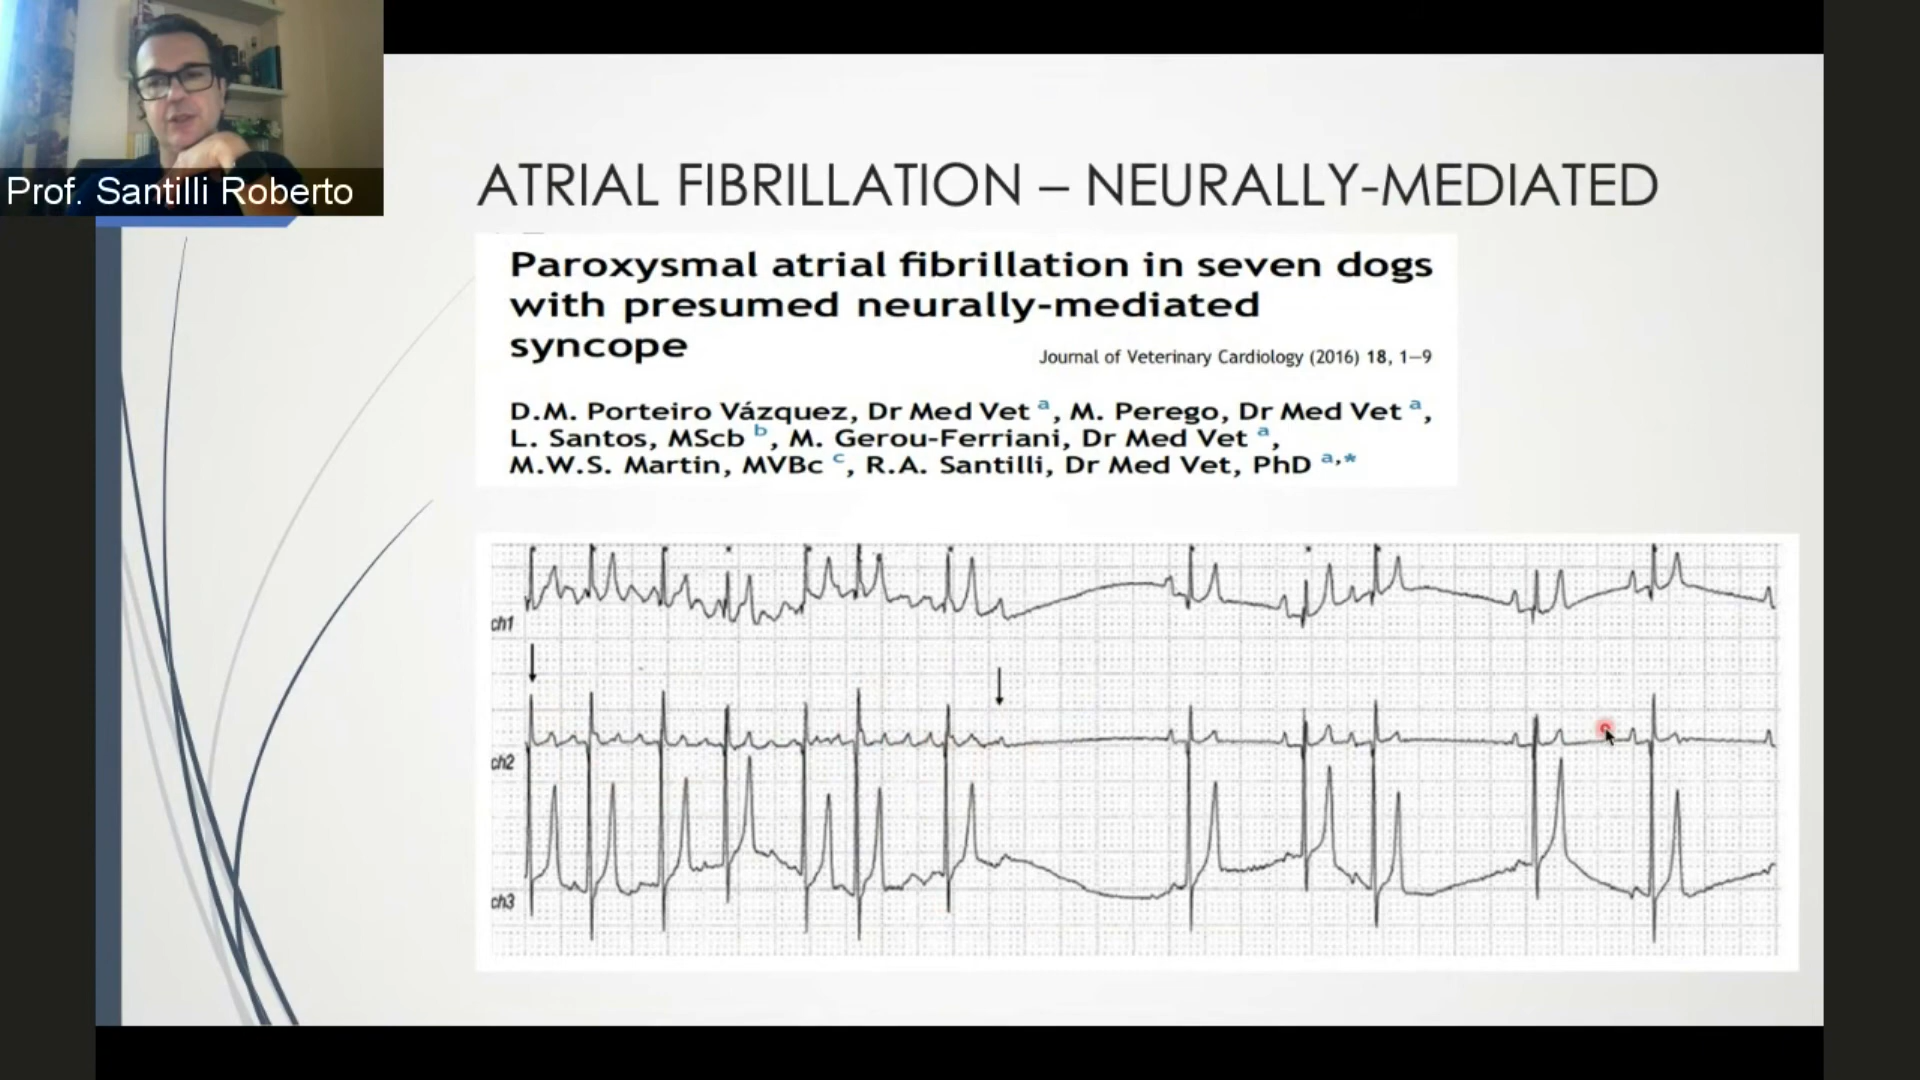 Prof. Santilli Roberto
ATRIAL FIBRILLATION – NEURALLY-MEDIATED
Paroxysmal atrial fibrillation in seven dogs
with presumed neurally-mediated
syncope
Journal of Veterinary Cardiology (2016) 18, 1–9
D.M. Porteiro Vázquez, Dr Med Vet a, M. Perego, Dr Med Vet a,
L. Santos, MScb b, M. Gerou-Ferriani, Dr Med Vet a,
M.W.S. Martin, MVBc c, R.A. Santilli, Dr Med Vet, PhD a,*
ch1
ch2
ch3